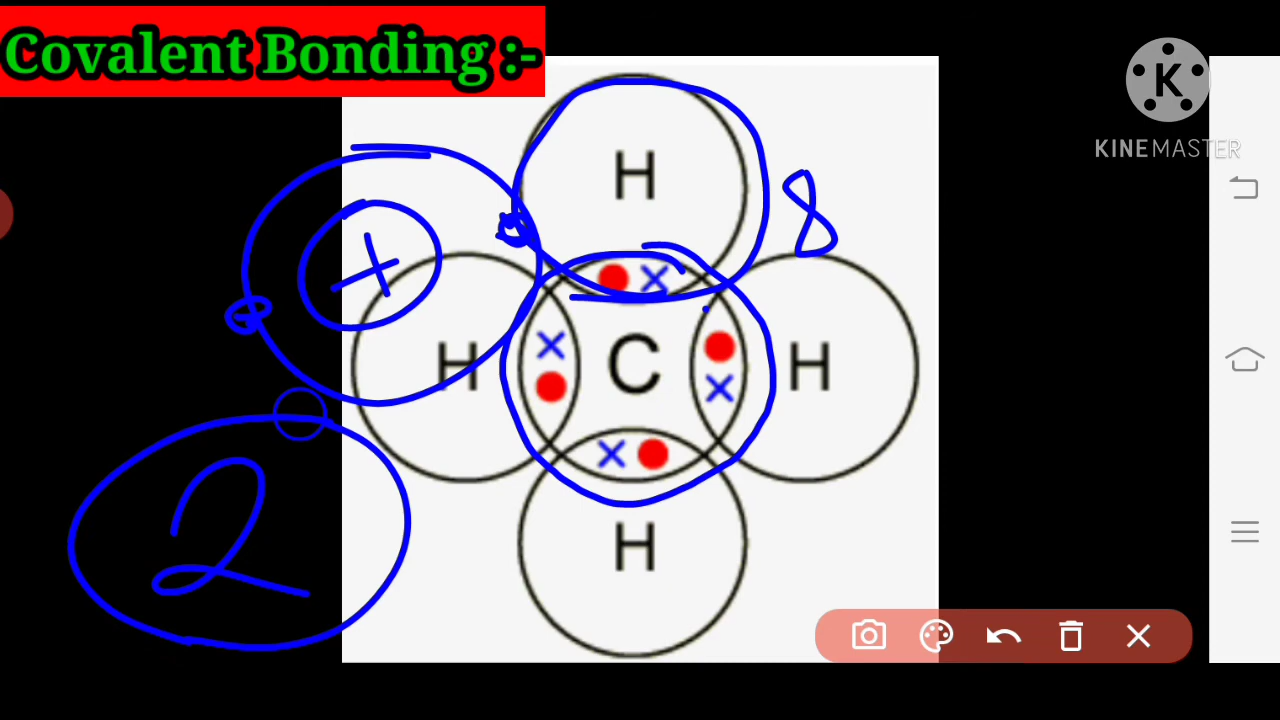 Covalent Bonding :-
K
KINEMASTER
H
8
H
C
H
2
H